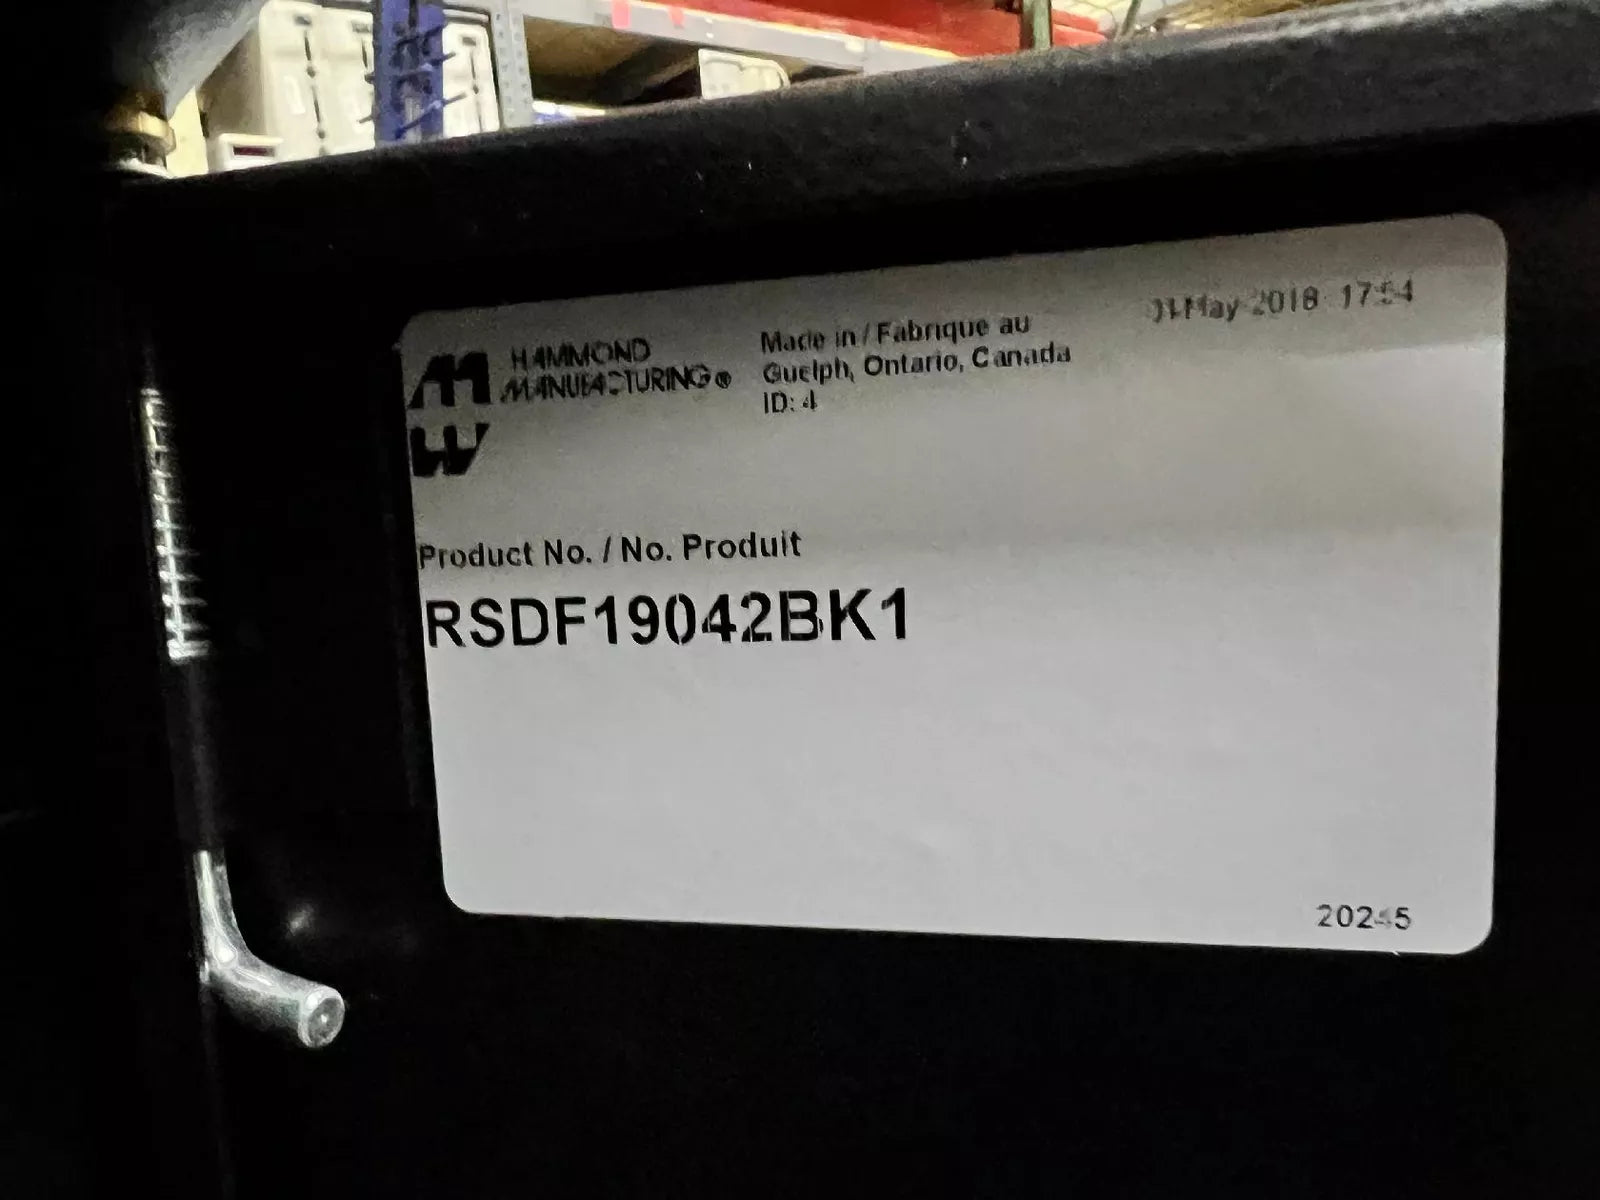 HAMMOND
MANUFACTURING®
Made in / Fabrique au
Guelph, Ontario, Canada
ID: 4
May 2018 17:54
Product No. / No. Produit
RSDF19042BK1